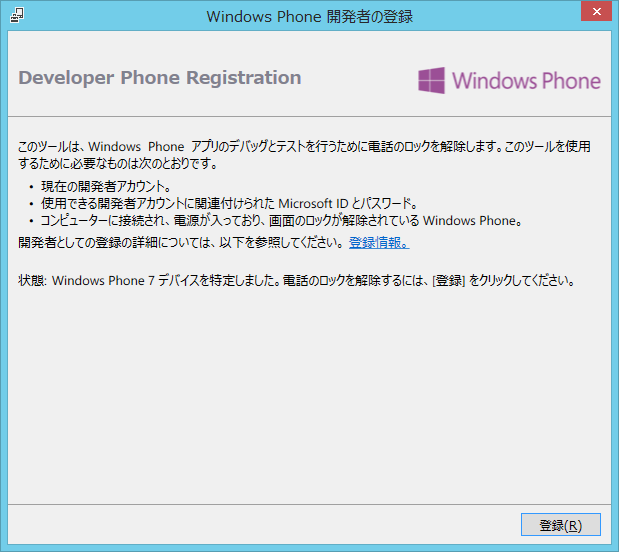 Windows Phone 開発者の登録
Developer Phone Registration
Windows Phone
このツールは、Windows Phone アプリのデバッグとテストを行うために電話のロックを解除します。このツールを使用
するために必要なものは次のとおりです。
• 現在の開発者アカウント。
• 使用できる開発者アカウントに関連付けられた Microsoft ID とパスワード。
• コンピューターに接続され、電源が入っており、画面のロックが解除されている Windows Phone。
開発者としての登録の詳細については、以下を参照してください。 登録情報。
状態: Windows Phone 7 デバイスを特定しました。電話のロックを解除するには、[登録] をクリックしてください。
登録(R)